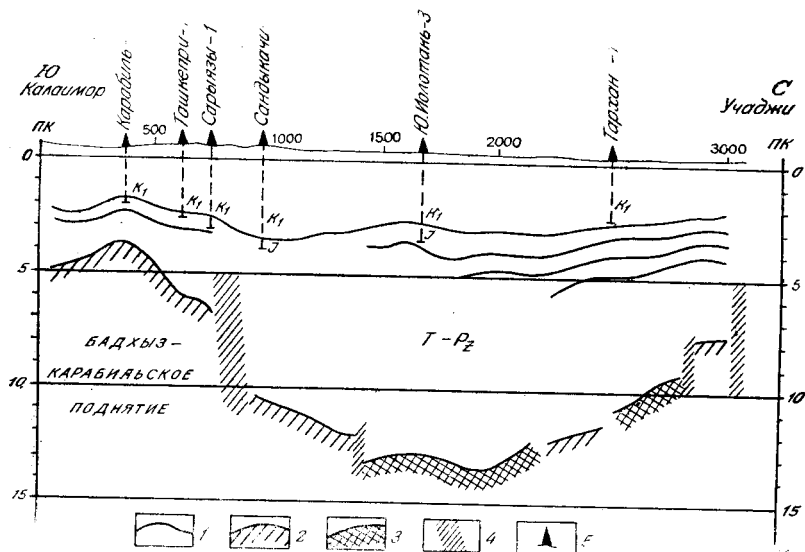 Ю
Калаимор
Карабиль
Ташкепри-
Сарыязы-1
Сандыкачи
Ю.Иолотань-3
Тархан-1
С
Учаджи
ПК
500
1000
1500
2000
3000
ПК
0
0
K1
K1
K1
K1
K1
K1
J
J
5
5
БАДХЫЗ-
КАРАБИЛЬСКОЕ
ПОДНЯТИЕ
T-Pz
10
10
15
15
1
2
3
4
5